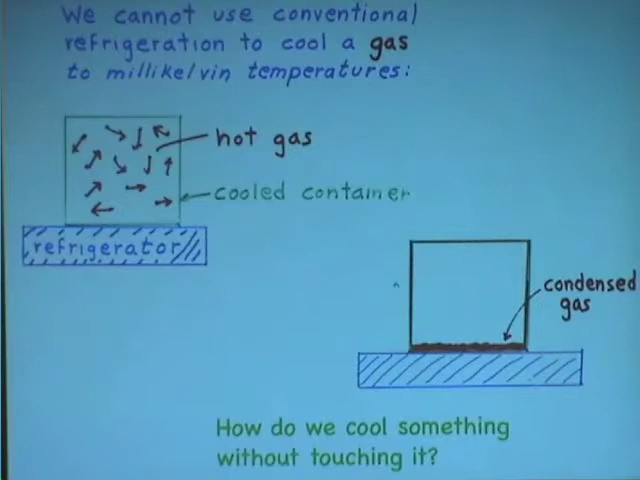 We cannot use conventional
refrigeration to cool a gas
to millikelvin temperatures:
hot gas
cooled container
refrigerator
condensed
gas
How do we cool something
without touching it?